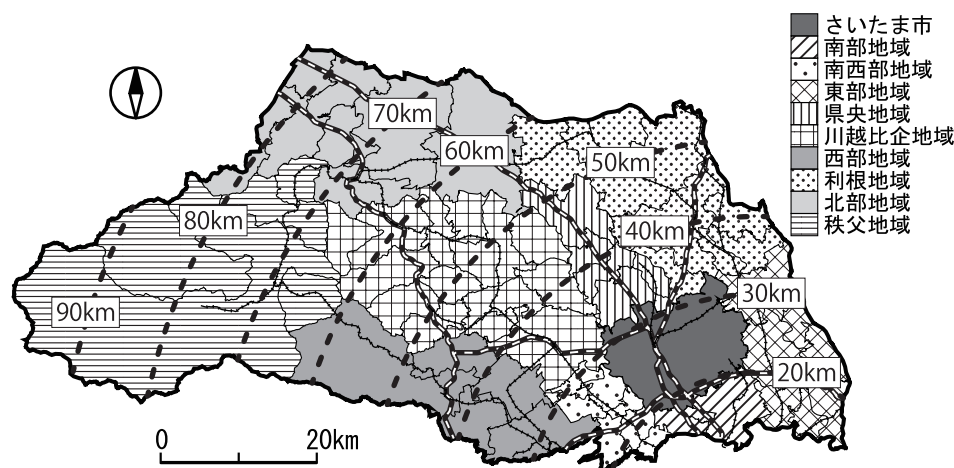 さいたま市
南部地域
南西部地域
東部地域
県央地域
川越比企地域
西部地域
利根地域
北部地域
秩父地域
70km
60km
50km
80km
40km
90km
30km
20km
0 20km